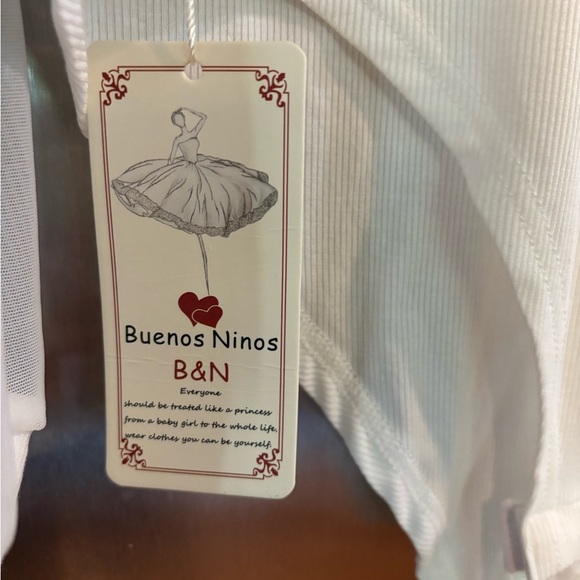 Buenos Ninos
B&N
Everyone
should be treated like a princess
from a baby girl to the whole life.
wear clothes you can be yourself.